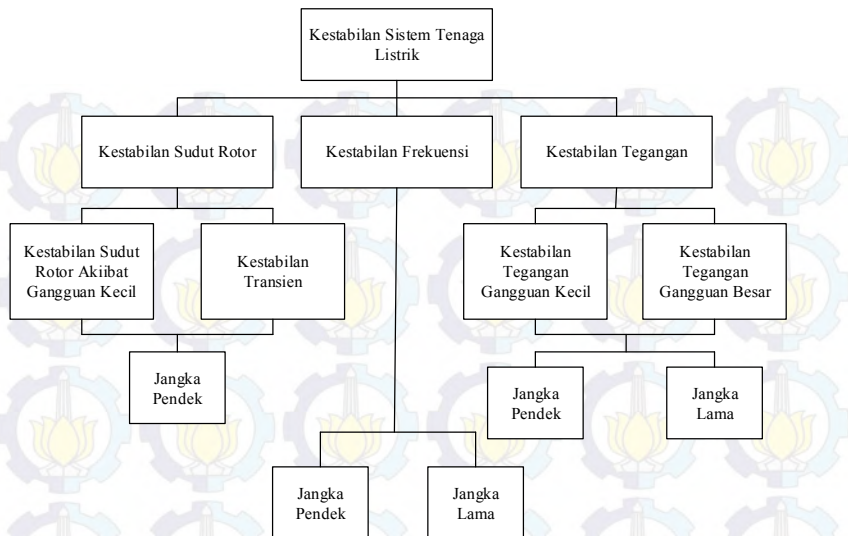 Kestabilan Sistem Tenaga
Listrik
Kestabilan Sudut Rotor
Kestabilan Frekuensi
Kestabilan Tegangan
Kestabilan Sudut
Rotor Akiibat
Gangguan Kecil
Kestabilan
Transien
Kestabilan
Tegangan
Gangguan Kecil
Kestabilan
Tegangan
Gangguan Besar
Jangka
Pendek
Jangka
Pendek
Jangka
Lama
Jangka
Pendek
Jangka
Lama